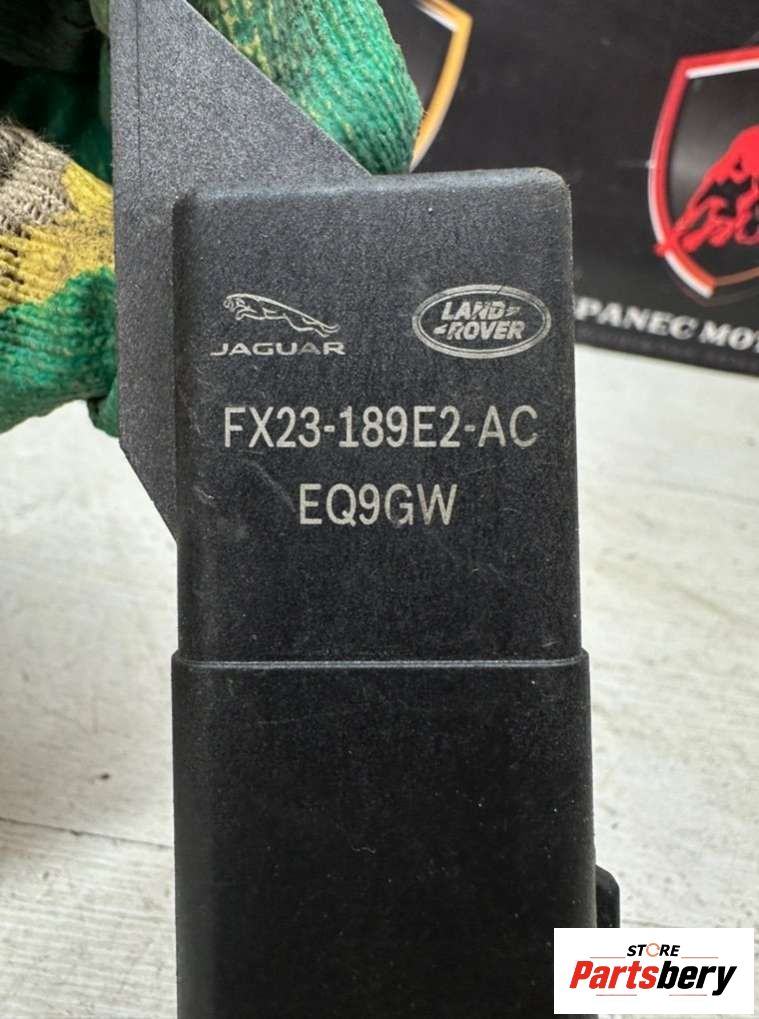 JAGUAR
LAND
ROVER
FX23-189E2-AC
EQ9GW
PANEC MOT
STORE
Partsbery